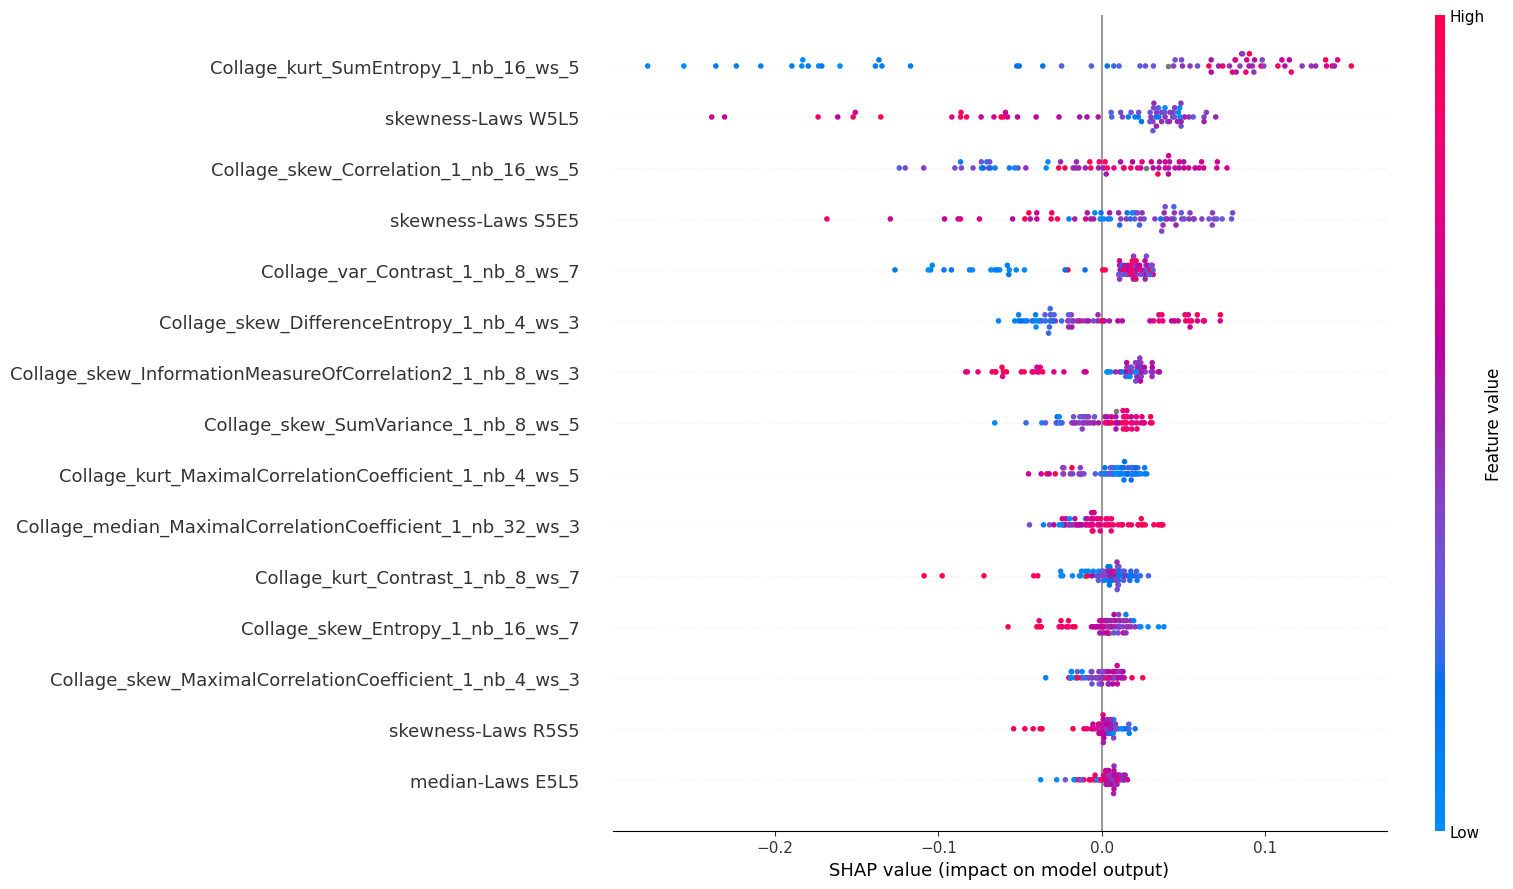 High
Collage_kurt_SumEntropy_1_nb_16_ws_5
skewness-Laws W5L5
Collage_skew_Correlation_1_nb_16_ws_5
skewness-Laws S5E5
Collage_var_Contrast_1_nb_8_ws_7
Collage_skew_DifferenceEntropy_1_nb_4_ws_3
Collage_skew_InformationMeasureOfCorrelation2_1_nb_8_ws_3
Collage_skew_SumVariance_1_nb_8_ws_5
Collage_kurt_MaximalCorrelationCoefficient_1_nb_4_ws_5
Collage_median_MaximalCorrelationCoefficient_1_nb_32_ws_3
Collage_kurt_Contrast_1_nb_8_ws_7
Collage_skew_Entropy_1_nb_16_ws_7
Collage_skew_MaximalCorrelationCoefficient_1_nb_4_ws_3
skewness-Laws R5S5
median-Laws E5L5
Feature value
Low
−0.2 −0.1 0.0 0.1
SHAP value (impact on model output)